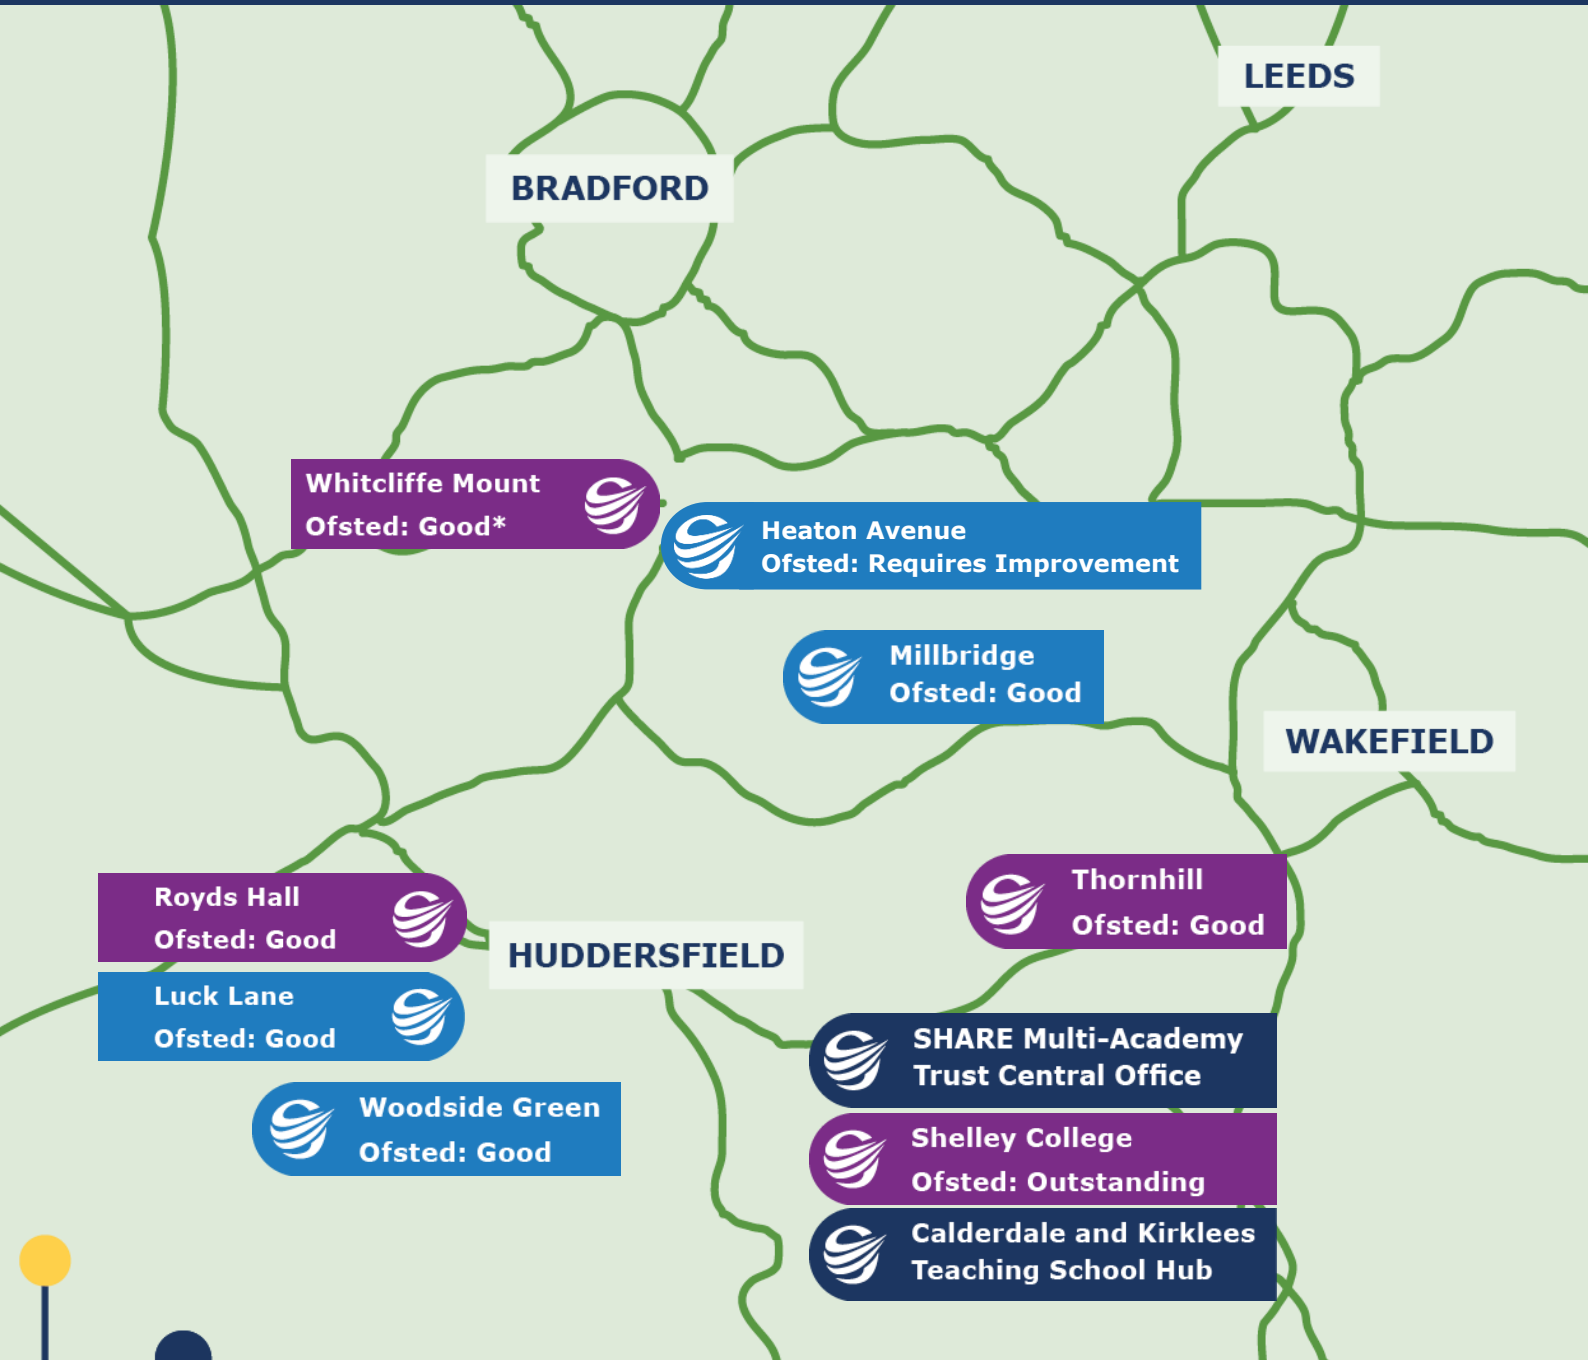 LEEDS
BRADFORD
Whitcliffe Mount
Ofsted: Good*
Heaton Avenue
Ofsted: Requires Improvement
Millbridge
Ofsted: Good
WAKEFIELD
Thornhill
Ofsted: Good
Royds Hall
Ofsted: Good
HUDDERSFIELD
Luck Lane
Ofsted: Good
SHARE Multi-Academy
Trust Central Office
Woodside Green
Ofsted: Good
Shelley College
Ofsted: Outstanding
Calderdale and Kirklees
Teaching School Hub